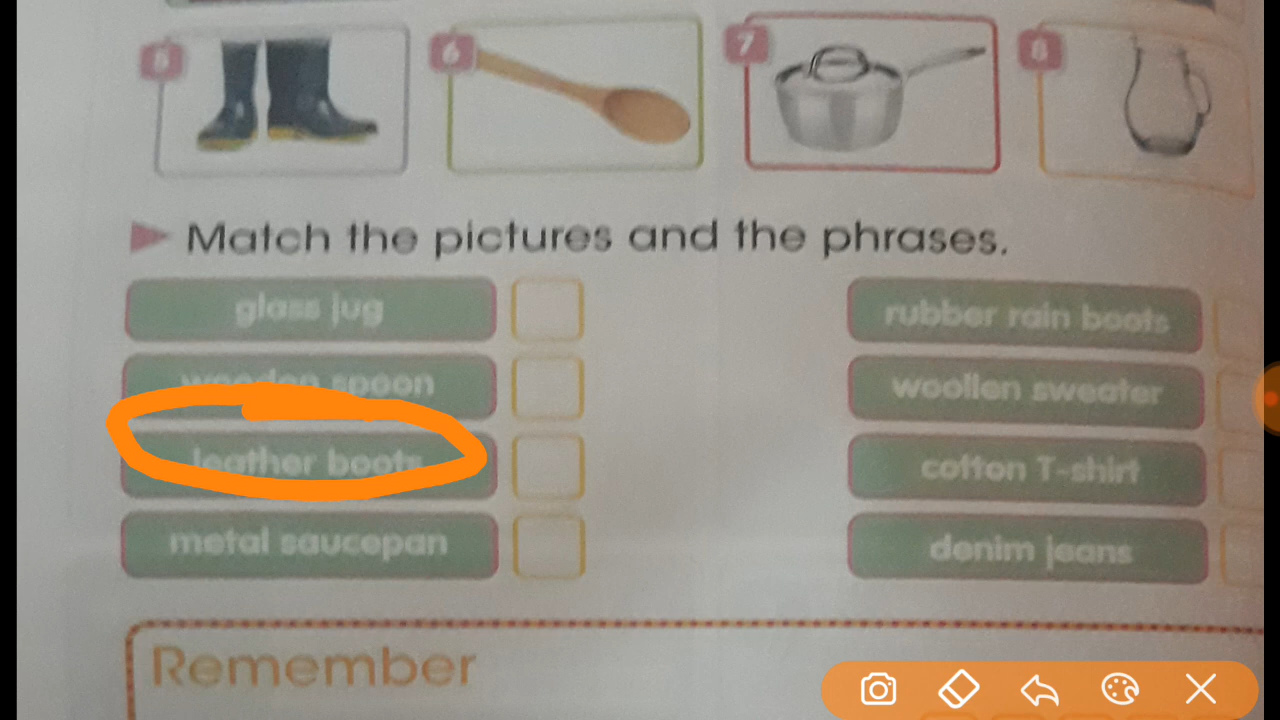 5 6 7 8
Match the pictures and the phrases.
glass jug
rubber rain boots
wooden spoon
woollen sweater
leather boots
cotton T-shirt
metal saucepan
denim jeans
Remember